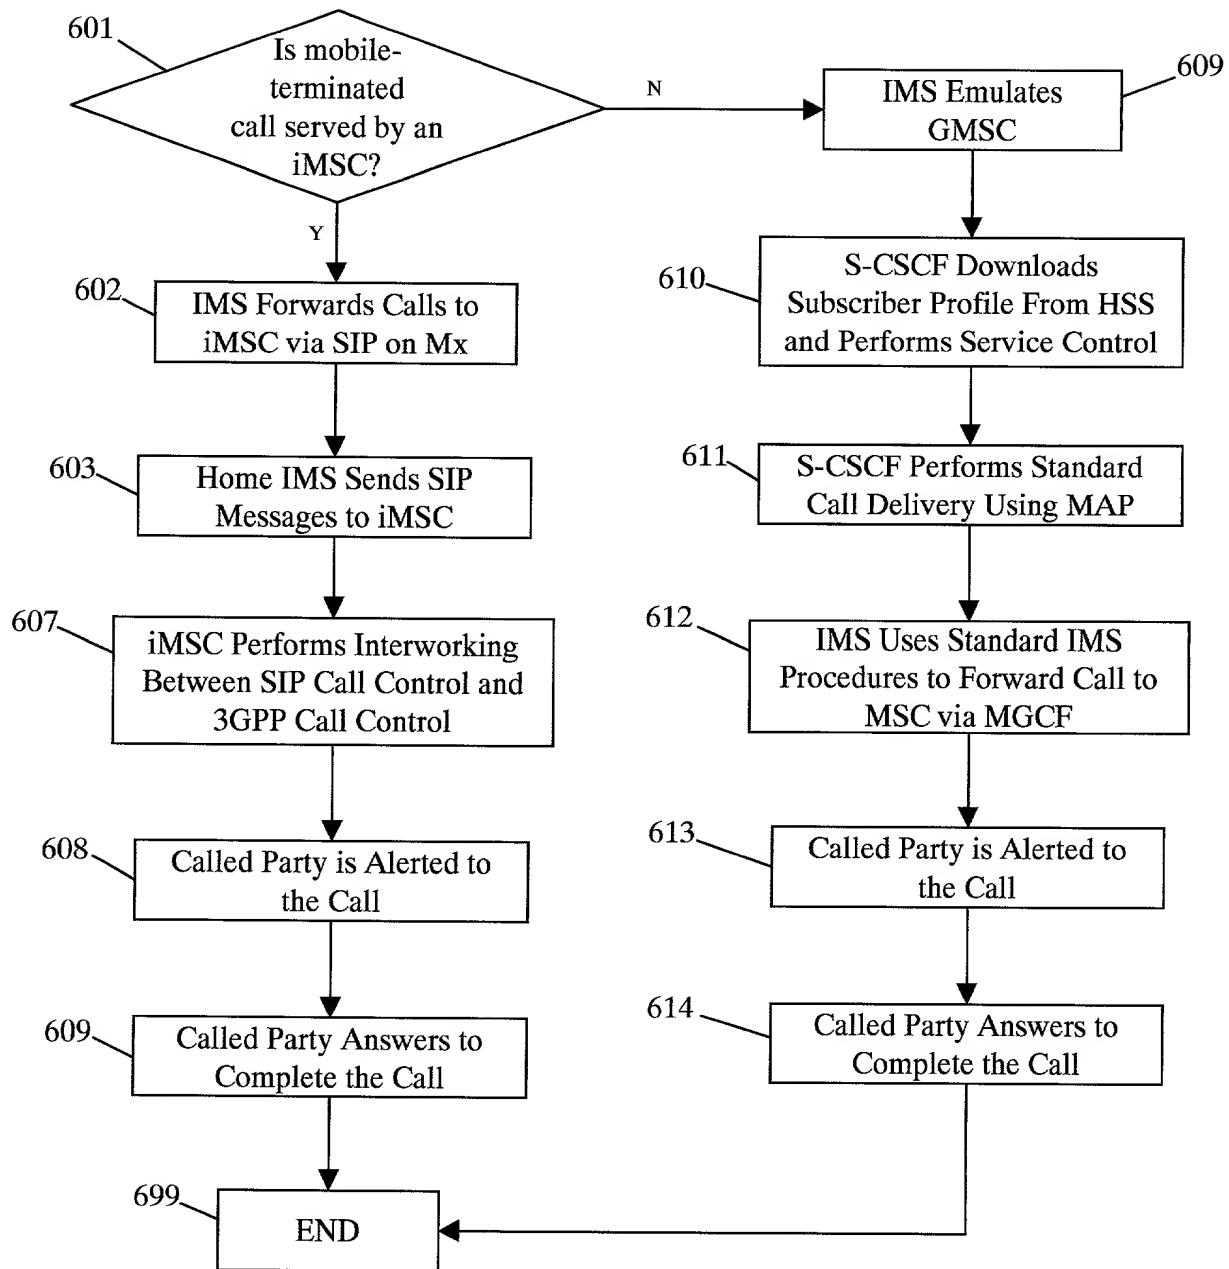 601
Is mobile-
terminated
call served by an
iMSC?
N
Y
602
IMS Forwards Calls to
iMSC via SIP on Mx
603
Home IMS Sends SIP
Messages to iMSC
607
iMSC Performs Interworking
Between SIP Call Control and
3GPP Call Control
608
Called Party is Alerted to
the Call
609
Called Party Answers to
Complete the Call
699
END
609
IMS Emulates
GMSC
610
S-CSCF Downloads
Subscriber Profile From HSS
and Performs Service Control
611
S-CSCF Performs Standard
Call Delivery Using MAP
612
IMS Uses Standard IMS
Procedures to Forward Call to
MSC via MGCF
613
Called Party is Alerted to
the Call
614
Called Party Answers to
Complete the Call